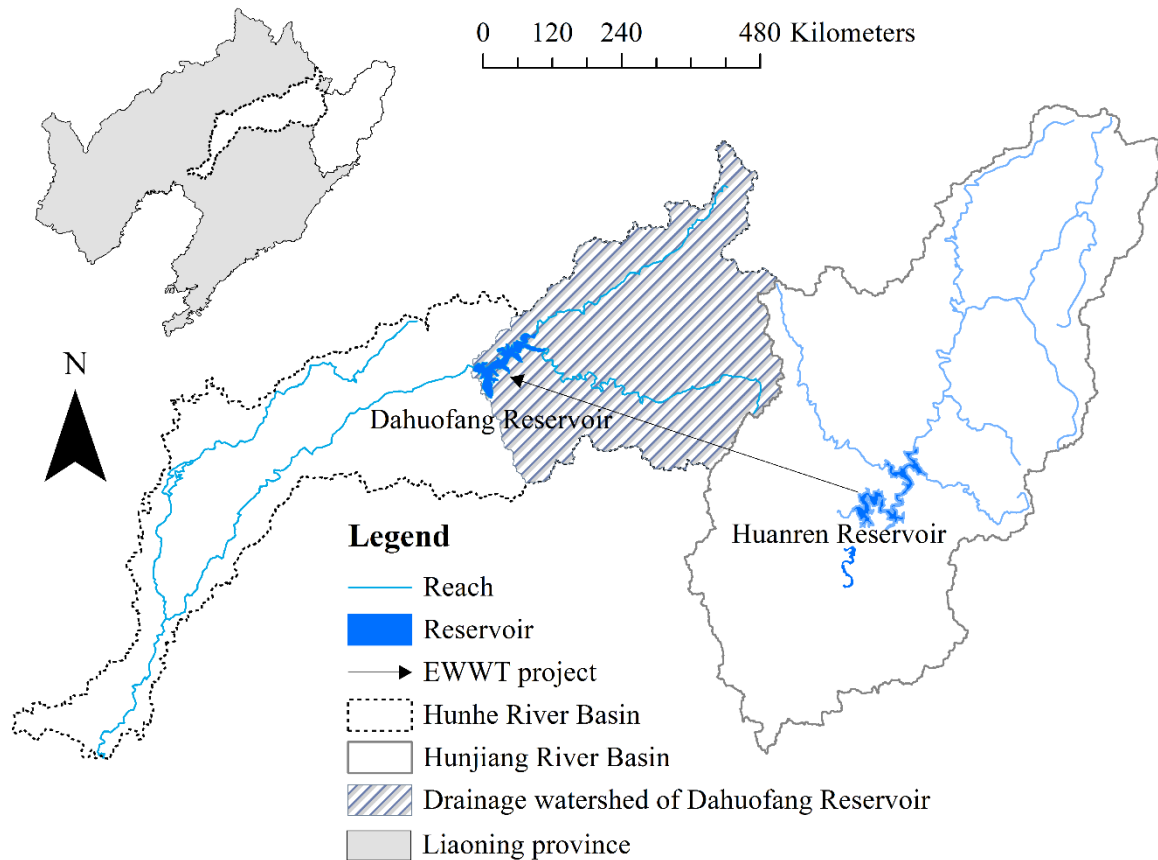 0 120 240 480 Kilometers
N
Dahuofang Reservoir
Huanren Reservoir
Legend
Reach
Reservoir
EWWT project
Hunhe River Basin
Hunjiang River Basin
Drainage watershed of Dahuofang Reservoir
Liaoning province